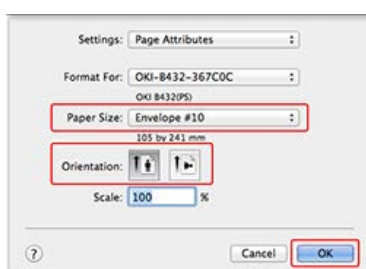 Settings: Page Attributes
Format For: OKI-B432-367C0C
OKI B432(PS)
Paper Size: Envelope #10
105 by 241 mm
Orientation:
Scale: 100 %
? Cancel OK